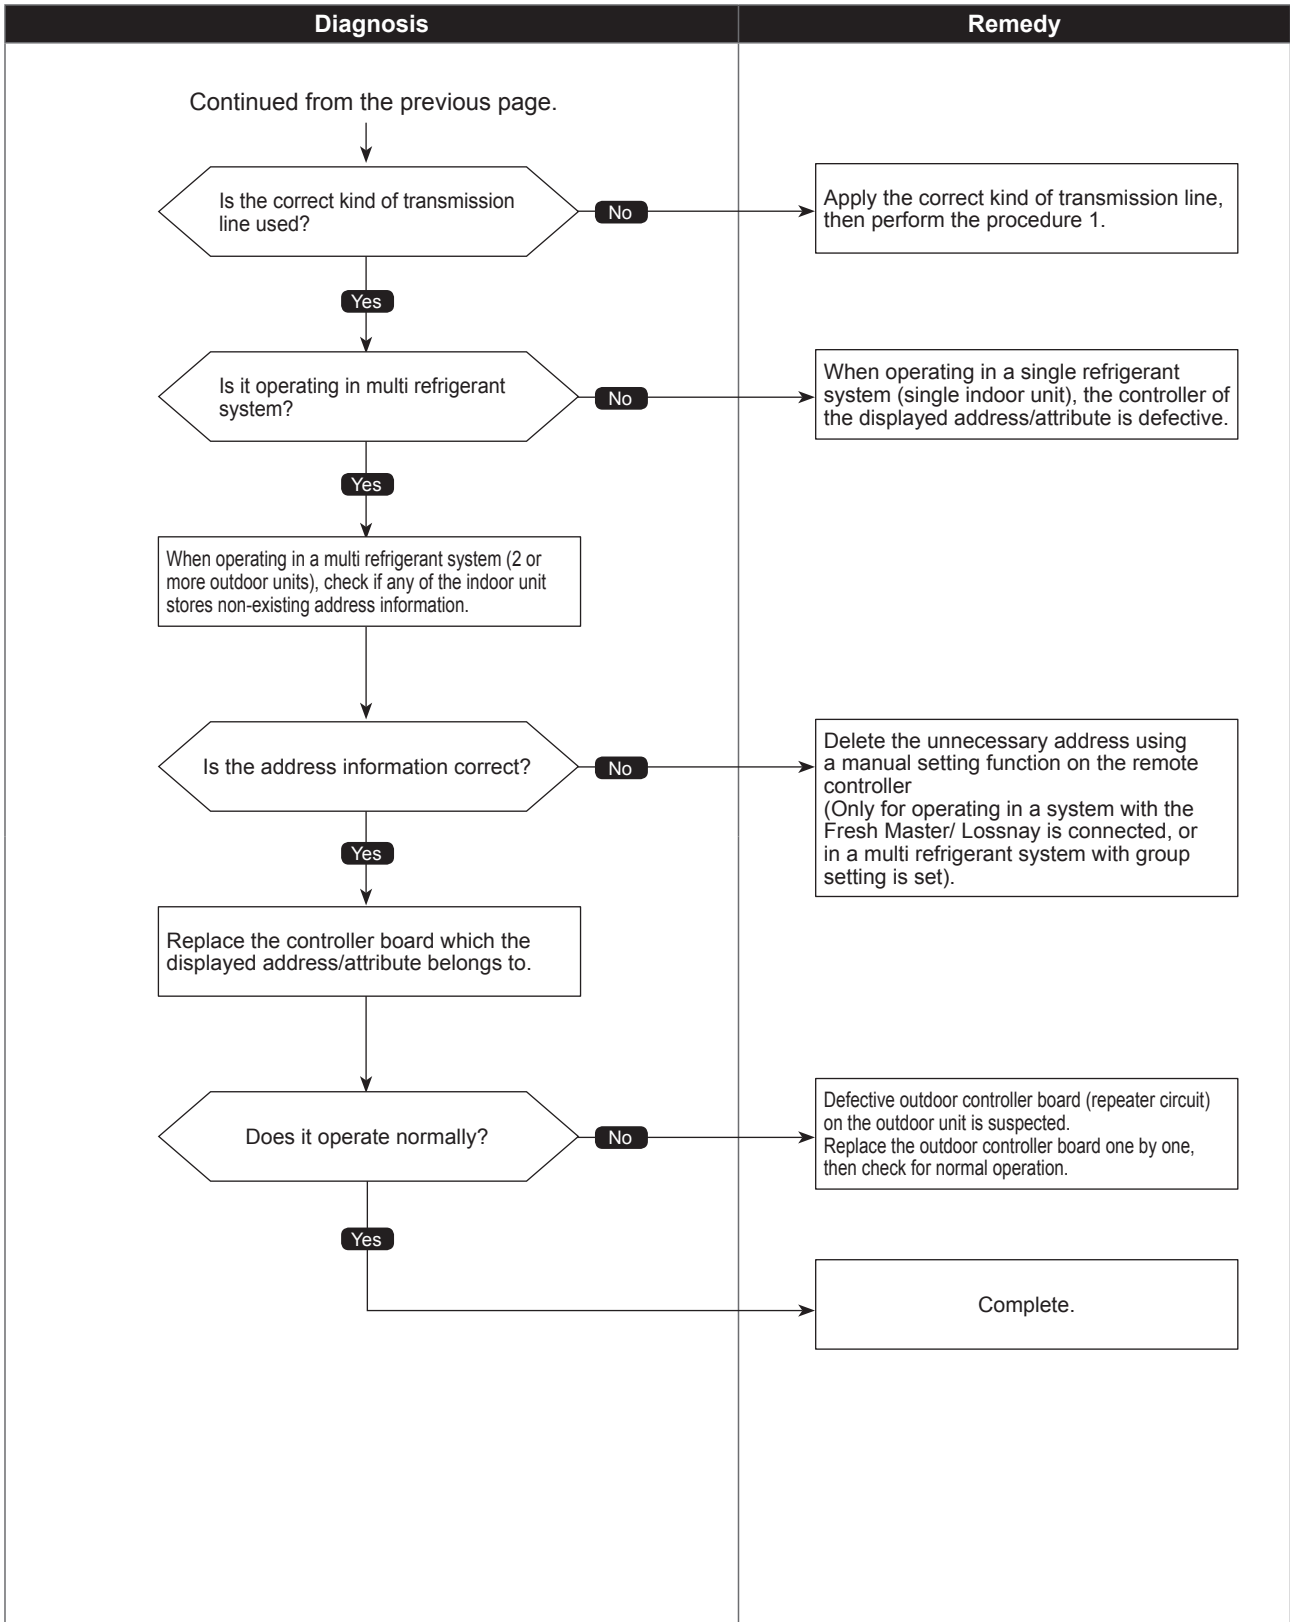 Diagnosis
Remedy
Continued from the previous page.
Is the correct kind of transmission
line used?
No
Apply the correct kind of transmission line,
then perform the procedure 1.
Yes
Is it operating in multi refrigerant
system?
No
When operating in a single refrigerant
system (single indoor unit), the controller of
the displayed address/attribute is defective.
Yes
When operating in a multi refrigerant system (2 or
more outdoor units), check if any of the indoor unit
stores non-existing address information.
Is the address information correct?
No
Delete the unnecessary address using
a manual setting function on the remote
controller
(Only for operating in a system with the
Fresh Master/ Lossnay is connected, or
in a multi refrigerant system with group
setting is set).
Yes
Replace the controller board which the
displayed address/attribute belongs to.
Does it operate normally?
No
Defective outdoor controller board (repeater circuit)
on the outdoor unit is suspected.
Replace the outdoor controller board one by one,
then check for normal operation.
Yes
Complete.